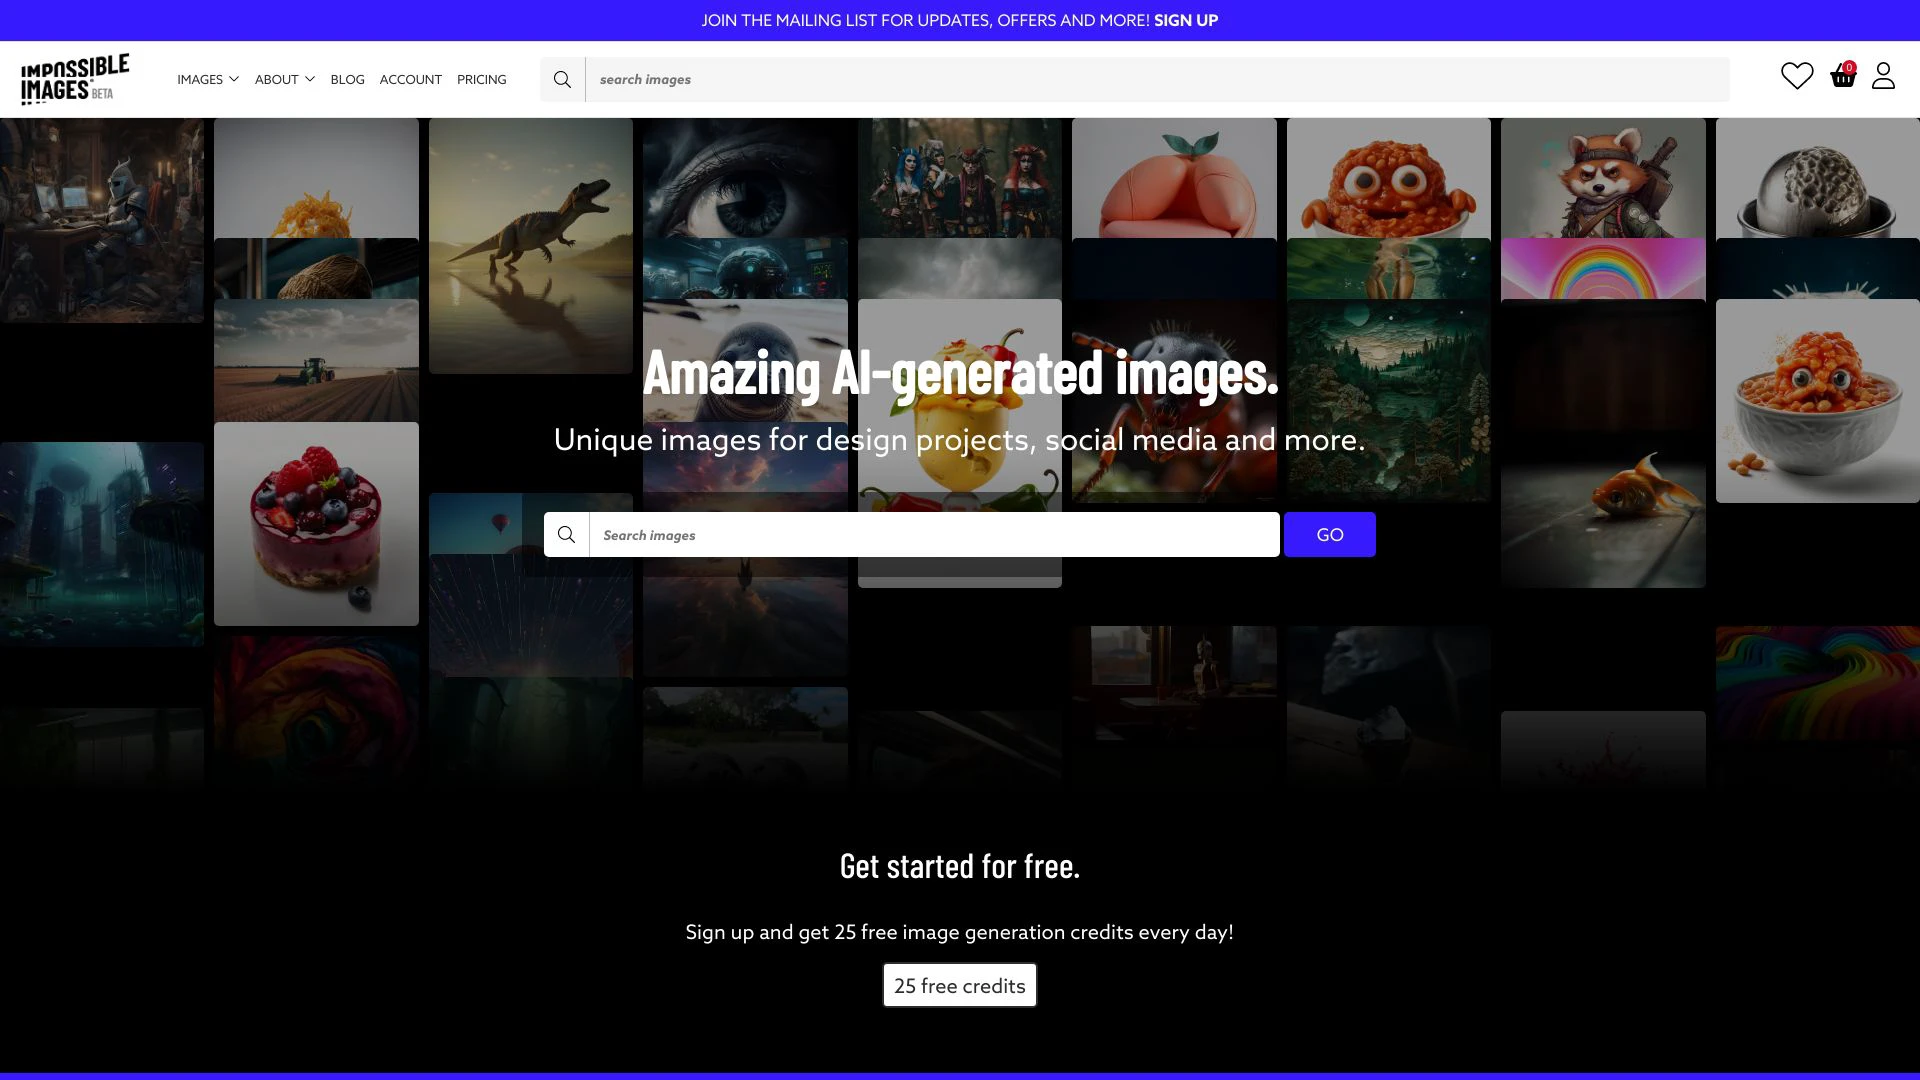 JOIN THE MAILING LIST FOR UPDATES, OFFERS AND MORE! SIGN UP
IMPOSSIBLE
IMAGES BETA
IMAGES
ABOUT
BLOG
ACCOUNT
PRICING
search images
0
Amazing AI-generated images.
Unique images for design projects, social media and more.
Search images
GO
Get started for free.
Sign up and get 25 free image generation credits every day!
25 free credits